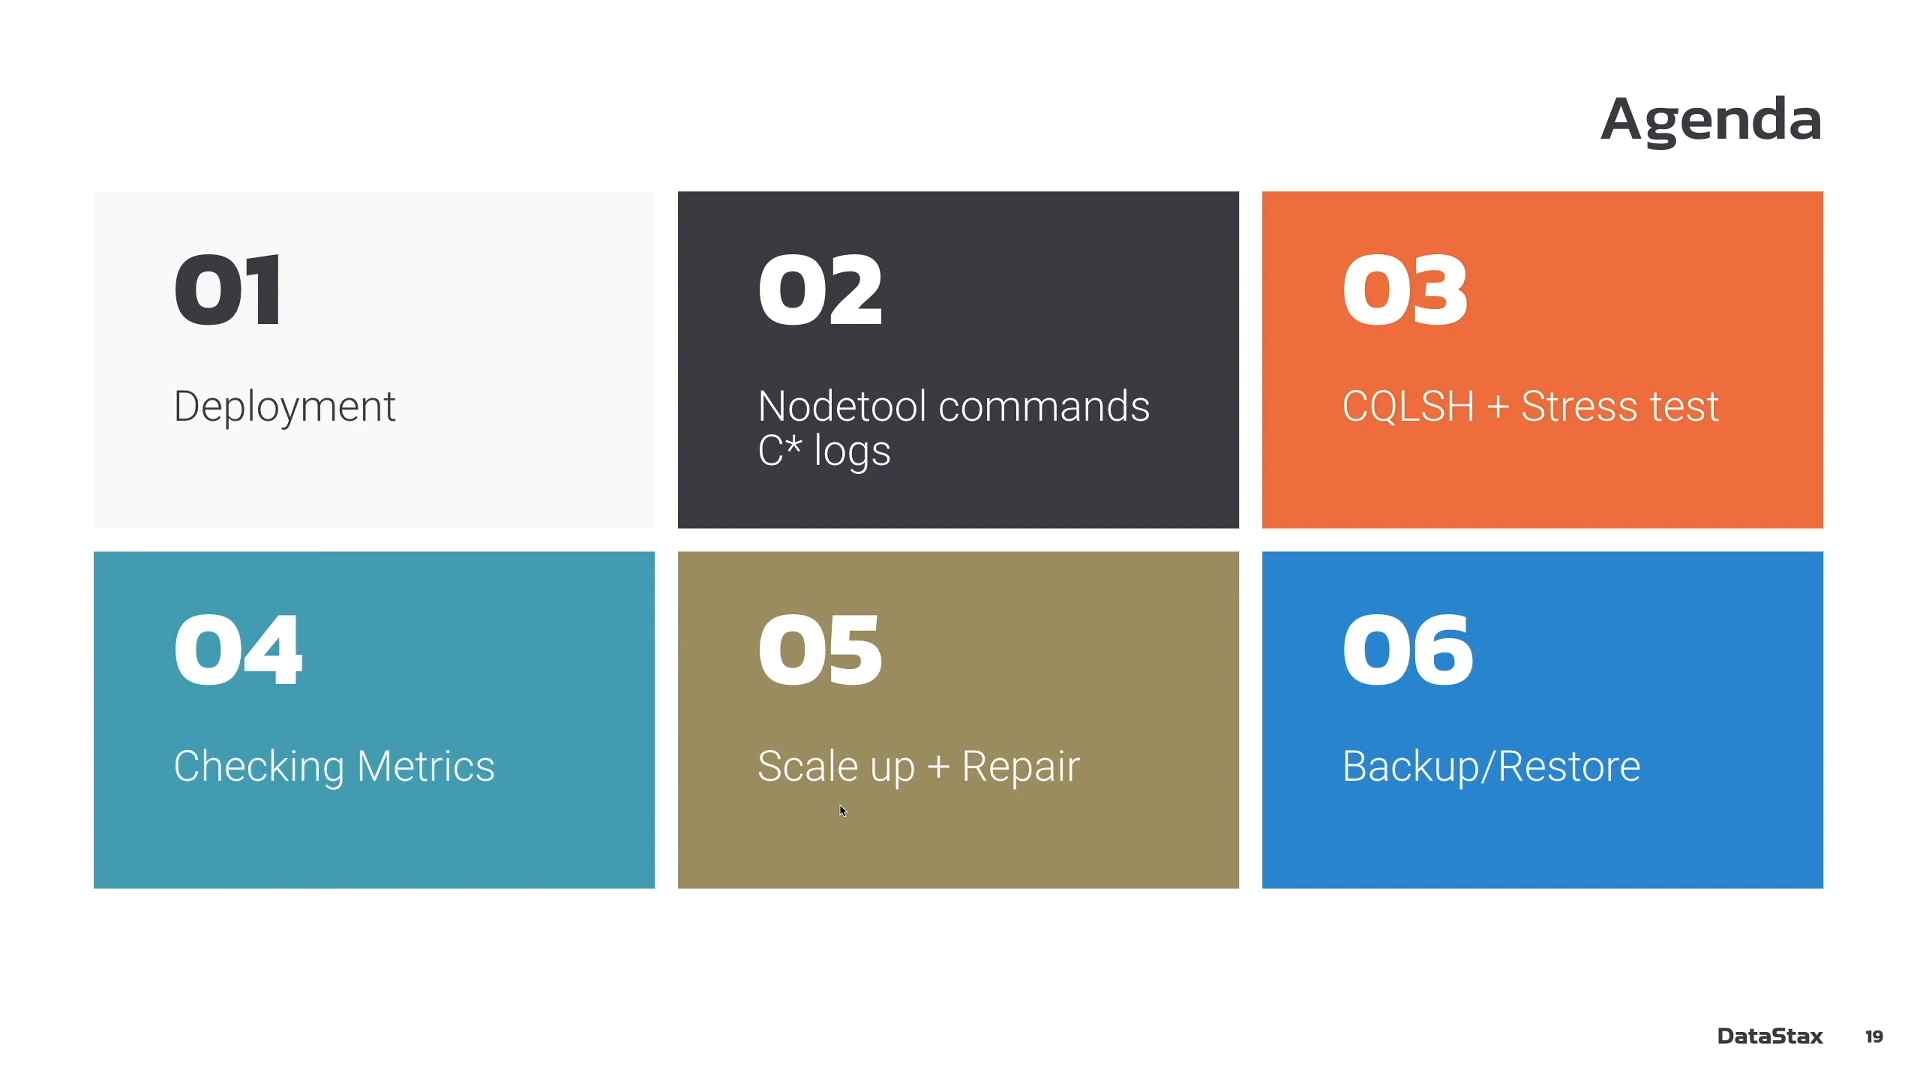 Agenda
01
Deployment
02
Nodetool commands
C* logs
03
CQLSH + Stress test
04
Checking Metrics
05
Scale up + Repair
06
Backup/Restore
DataStax 19